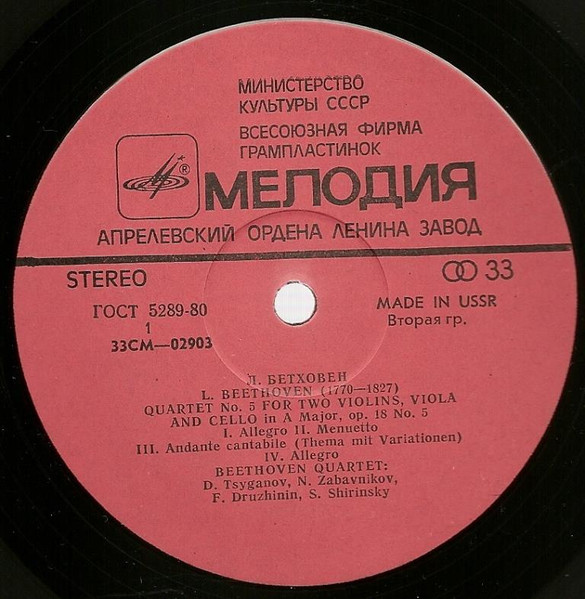 МИНИСТЕРСТВО
КУЛЬТУРЫ СССР
ВСЕСОЮЗНАЯ ФИРМА
ГРАМПЛАСТИНОК
®
МЕЛОДИЯ
АПРЕЛЕВСКИЙ ОРДЕНА ЛЕНИНА ЗАВОД
STEREO
33
ГОСТ 5289-80
MADE IN USSR
1
Вторая гр.
33СМ—02903
Л. БЕТХОВЕН
L. BEETHOVEN (1770—1827)
QUARTET No. 5 FOR TWO VIOLINS, VIOLA
AND CELLO in A Major, op. 18 No. 5
I. Allegro II. Menuetto
III. Andante cantabile (Thema mit Variationen)
IV. Allegro
BEETHOVEN QUARTET:
D. Tsyganov, N. Zabavnikov,
F. Druzhinin, S. Shirinsky